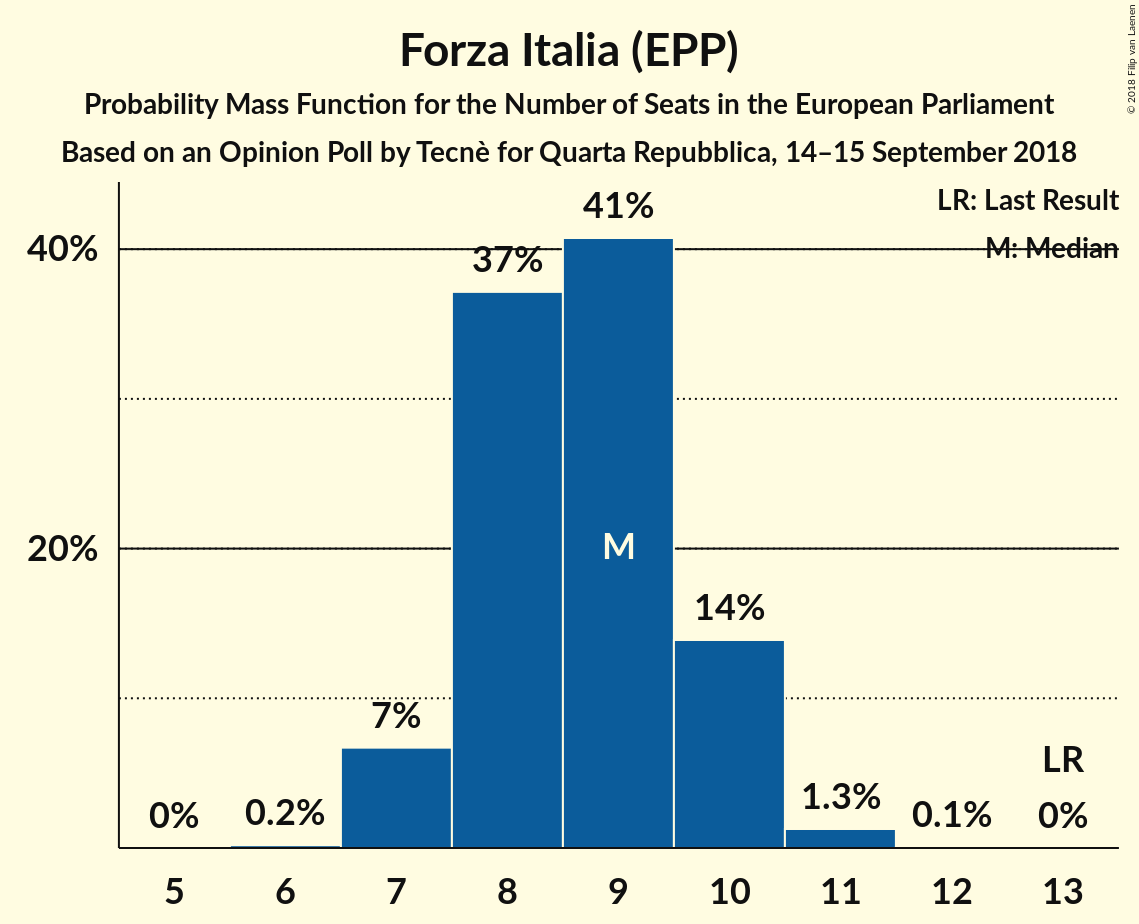 Forza Italia (EPP)
Probability Mass Function for the Number of Seats in the European Parliament
Based on an Opinion Poll by Tecnè for Quarta Repubblica, 14–15 September 2018
© 2018 Filip van Laenen
LR: Last Result
M: Median
40%
20%
0%
0.2%
7%
37%
41%
M
14%
1.3%
0.1%
LR
0%
5 6 7 8 9 10 11 12 13